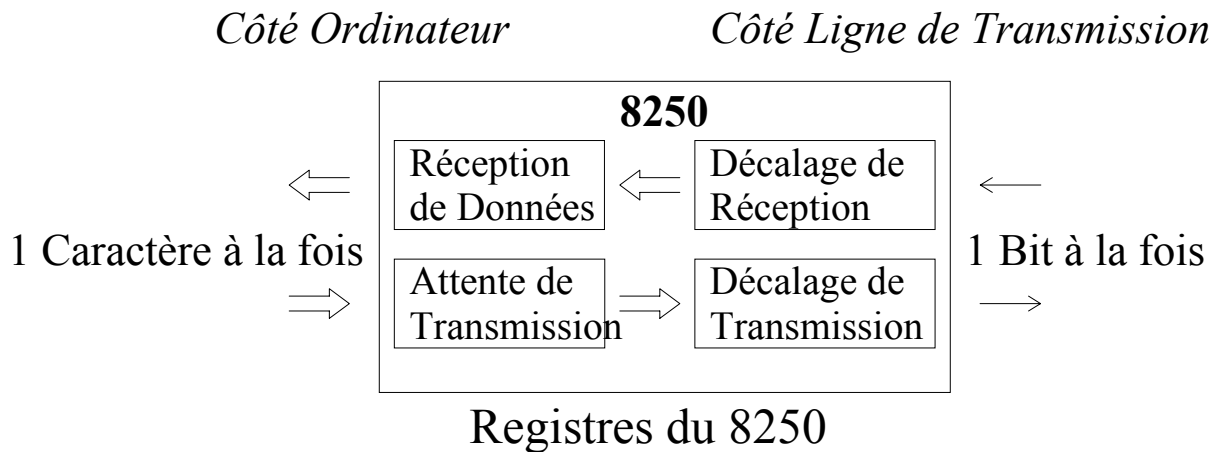 Côté Ordinateur
Côté Ligne de Transmission
8250
Réception
de Données
Décalage de
Réception
1 Caractère à la fois
1 Bit à la fois
Attente de
Transmission
Décalage de
Transmission
Registres du 8250